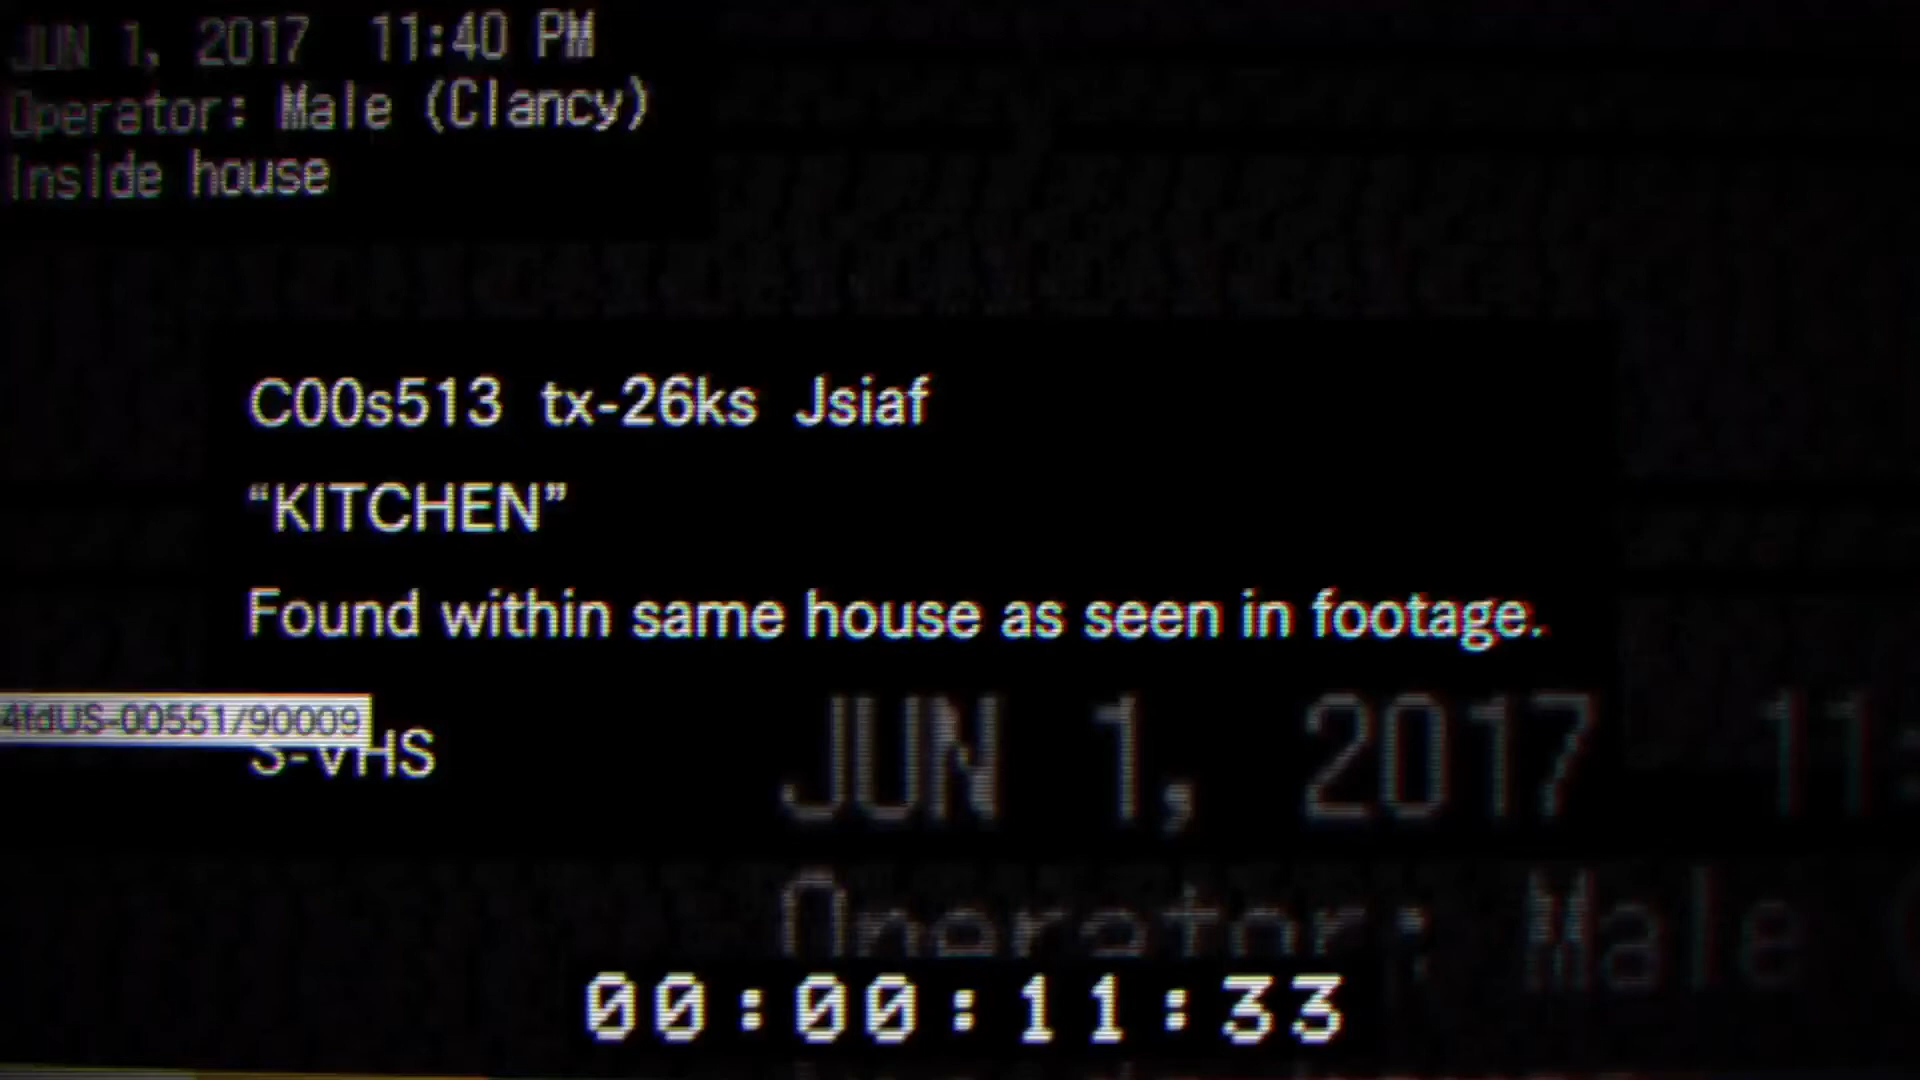 JUN 1, 2017 11:40 PM
Operator: Male (Clancy)
Inside house
C00s513 tx-26ks Jsiaf
“KITCHEN”
Found within same house as seen in footage.
4fdUS-00551/90009
S-VHS
JUN 1, 2017 11:
Operator: Male (
00:00:11:33